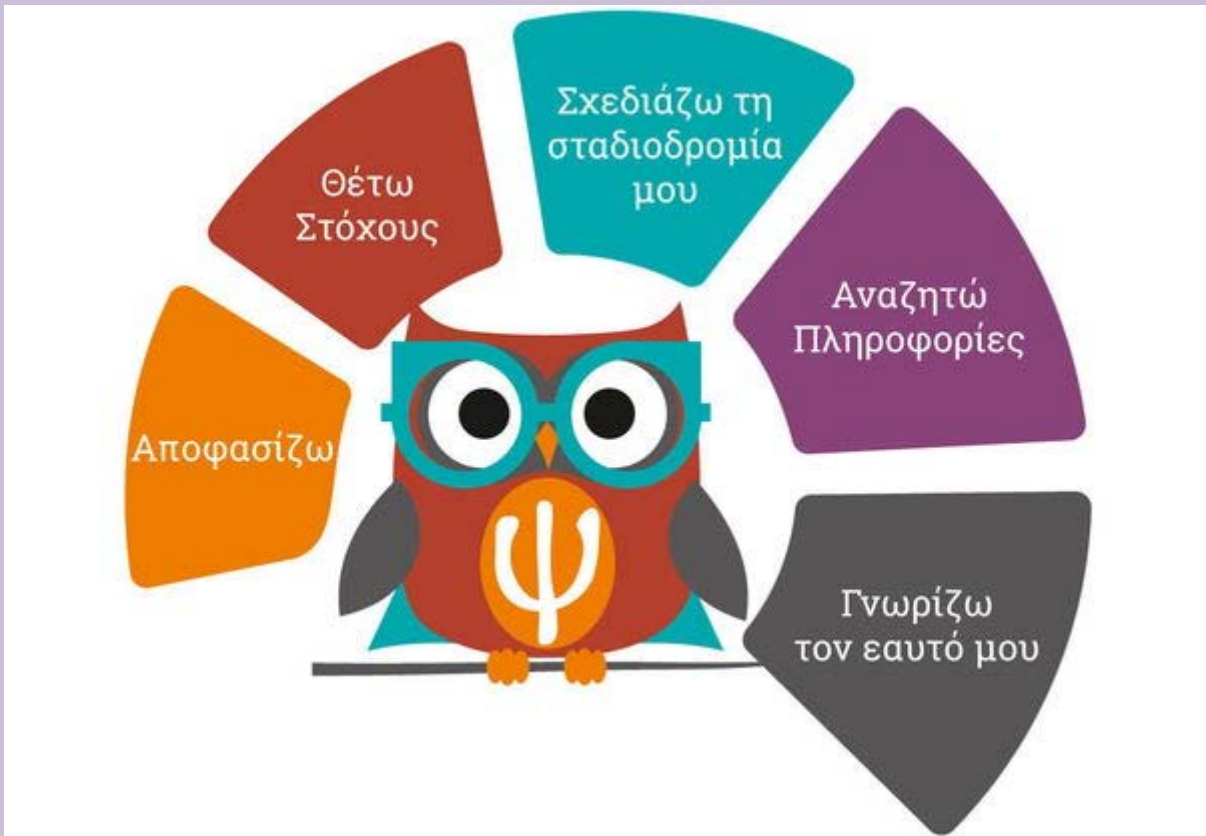 Αποφασίζω
Θέτω
Στόχους
Σχεδιάζω τη
σταδιοδρομία
μου
Αναζητώ
Πληροφορίες
Γνωρίζω
τον εαυτό μου
ψ